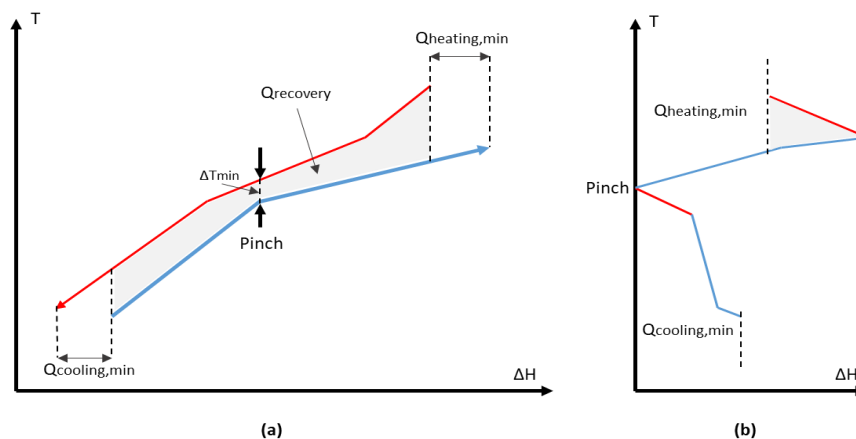 T
Qheating,min
Qrecovery
ΔTmin
Pinch
Qcooling,min
ΔH
(a)
T
Qheating,min
Pinch
Qcooling,min
ΔH
(b)